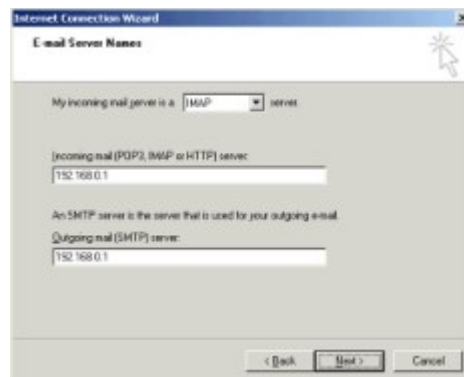 Internet Connection Wizard
E-mail Server Names
My incoming mail server is a IMAP server.
Incoming mail (POP3, IMAP or HTTP) server:
192.168.0.1
An SMTP server is the server that is used for your outgoing e-mail.
Outgoing mail (SMTP) server:
192.168.0.1
< Back Next > Cancel